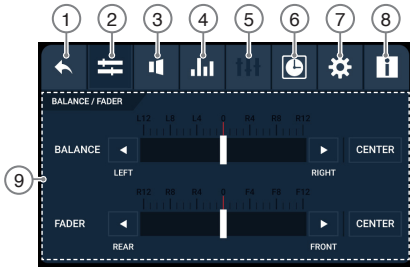 1 2 3 4 5 6 7 8
BALANCE / FADER
L12 L8 L4 0 R4 R8 R12
BALANCE CENTER
LEFT RIGHT
9
R12 R8 R4 0 F4 F8 F12
FADER CENTER
REAR FRONT